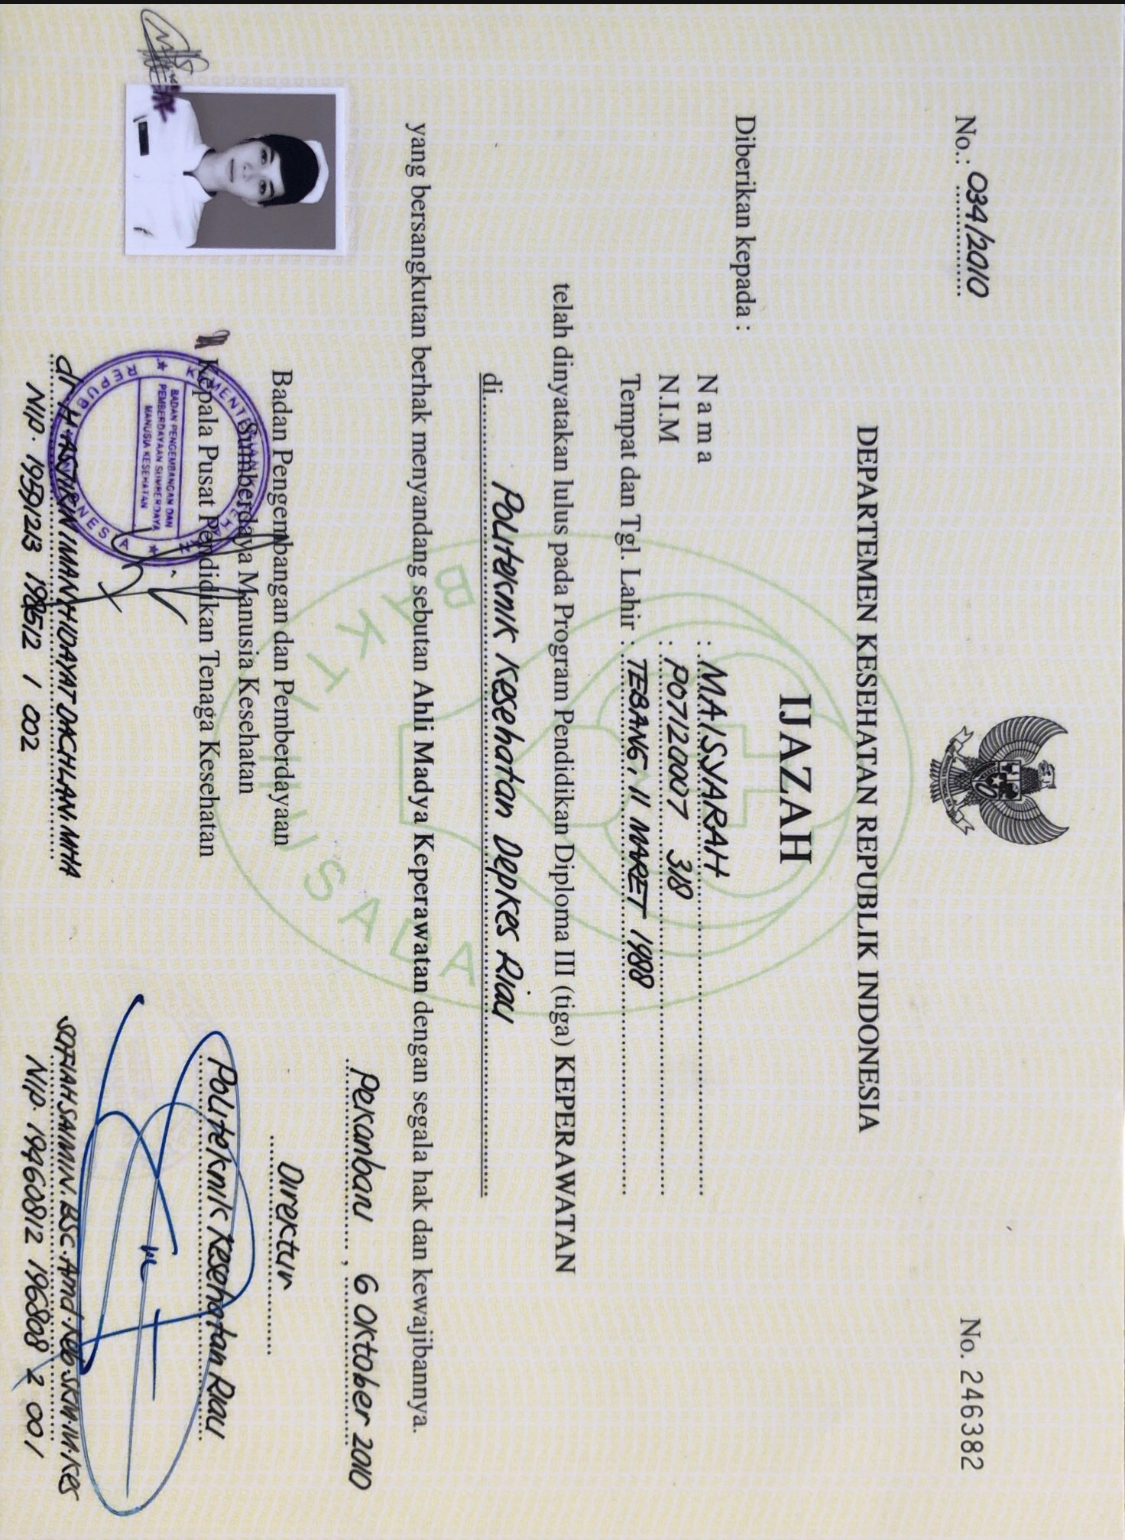 No.: 034/2010
No. 246382
DEPARTEMEN KESEHATAN REPUBLIK INDONESIA
IJAZAH
Diberikan kepada :
N a m a : MAISYARAH
N.I.M : P07120007 318
Tempat dan Tgl. Lahir : TEBANG, 11 MARET 1988
telah dinyatakan lulus pada Program Pendidikan Diploma III (tiga) KEPERAWATAN
di Politeknik Kesehatan Depkes Riau
yang bersangkutan berhak menyandang sebutan Ahli Madya Keperawatan dengan segala hak dan kewajibannya.
Pekanbaru, 6 Oktober 2010
Badan Pengembangan dan Pemberdayaan
Sumberdaya Manusia Kesehatan
Kepala Pusat Pendidikan Tenaga Kesehatan
KEMENTERIAN KESEHATAN
REPUBLIK INDONESIA
BADAN PENGEMBANGAN DAN
PEMBERDAYAAN SUMBERDAYA
MANUSIA KESEHATAN
dr. H. ASJIKIN IMAN HIDAYAT DACHLAN. MHA
NIP. 19591213 198512 1 002
Direktur
Politeknik Kesehatan Riau
SOFIAH SAIMIN. BSC. Amd. Keb. SKM. M. Kes
NIP. 19460812 196808 2 001
BAKTI HUSADA